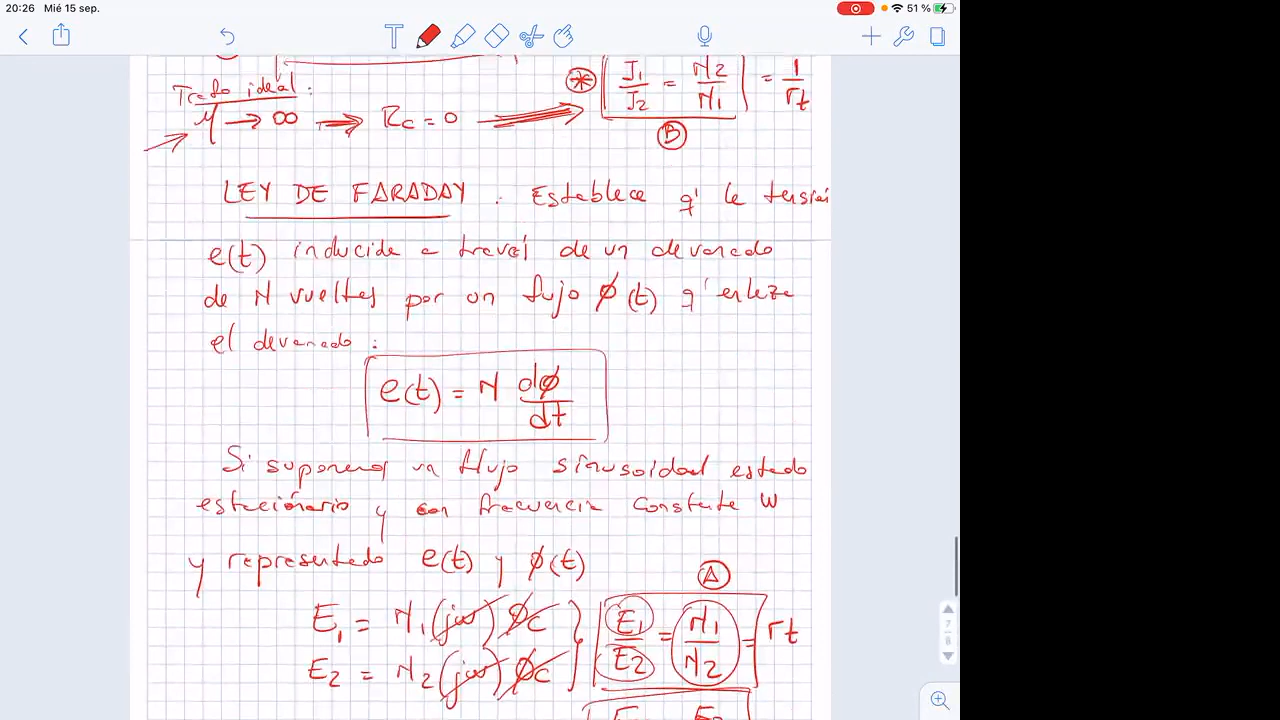 20:26 Mié 15 sep.
51 %
T
Trafo ideal:
μ → ∞ → Rc = 0 → * I1/I2 = N2/N1 = 1/rt
B
LEY DE FARADAY : Establece q' la tensión
e(t) inducida a través de un devanado
de N vueltas por un flujo ϕ(t) q' enlaza
el devanado:
e(t) = N dϕ/dt
Si suponemos un flujo sinusoidal estado
estacionario y con frecuencia constante w
y representado e(t) y ϕ(t)
A
E1 = N1 (jw) ϕc } E1/E2 = N1/N2 = rt
E2 = N2 (jw) ϕc
7
8